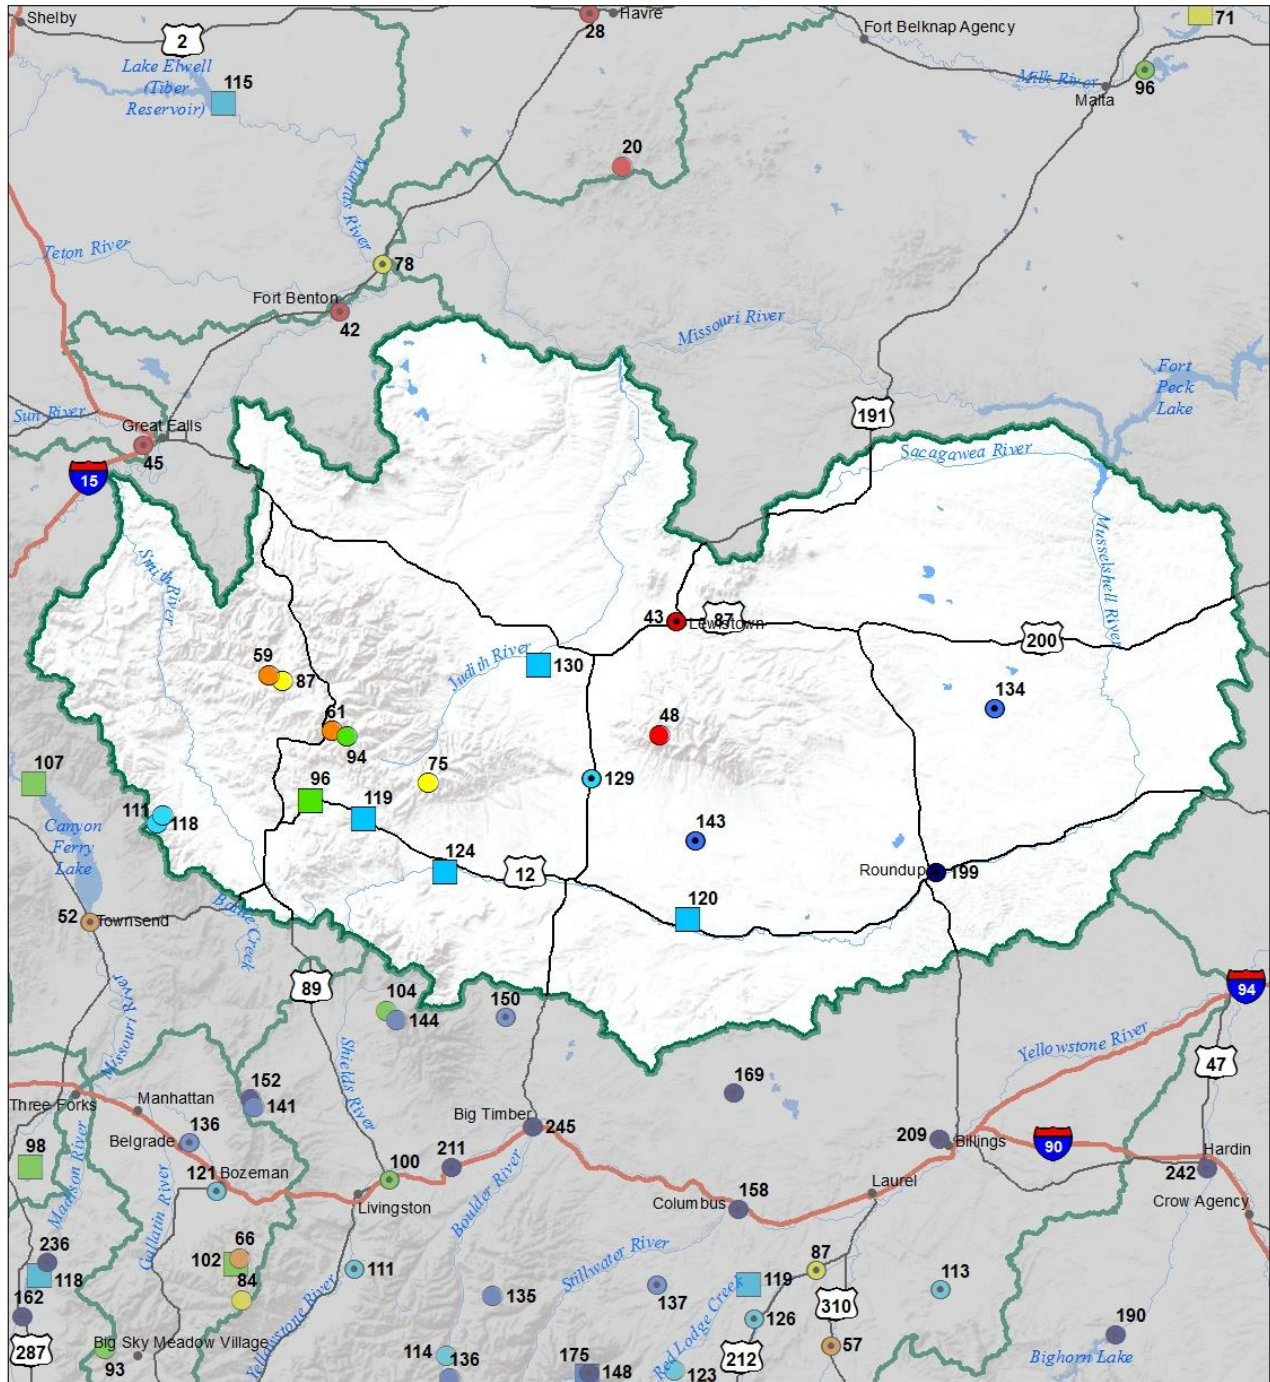 Shelby
2
Lake Elwell
(Tiber
Reservoir)
115
28
Havre
Fort Belknap Agency
71
Milk River
Malta
96
20
Marias River
Teton River
78
Fort Benton
42
Missouri River
Fort
Peck
Lake
Sun River
Great Falls
45
15
191
Sacagawea River
Smith River
Musselshell River
43
Lewistown
87
200
Judith River
130
59
87
61
94
48
134
75
129
107
96
119
111
118
Canyon
Ferry
Lake
143
124
12
Roundup
199
120
52
Townsend
Battle Creek
89
104
144
150
94
Missouri River
Shields River
Yellowstone River
47
152
141
169
Three Forks
Manhattan
Belgrade
136
Big Timber
245
209
Billings
90
Hardin
242
98
Madison River
121
Bozeman
100
211
Livingston
Gallatin River
Boulder River
Columbus
158
Laurel
Crow Agency
236
118
66
102
84
111
Stillwater River
87
119
113
162
135
137
Red Lodge Creek
126
310
190
287
Big Sky Meadow Village
93
Yellowstone River
114
136
175
148
123
212
57
Bighorn Lake